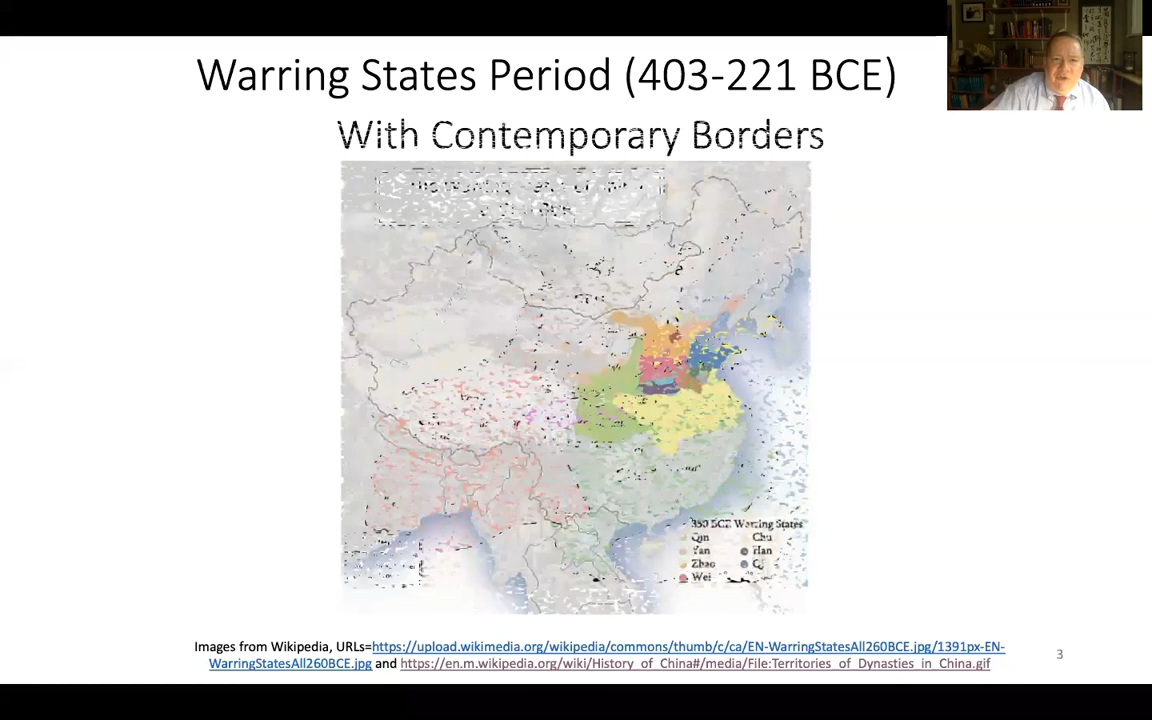 Warring States Period (403-221 BCE)
With Contemporary Borders
350 BCE Warring States
Qin Chu
Yan Han
Zhao
Wei
Images from Wikipedia, URLs=https://upload.wikimedia.org/wikipedia/commons/thumb/c/ca/EN-WarringStatesAll260BCE.jpg/1391px-EN-
WarringStatesAll260BCE.jpg and https://en.m.wikipedia.org/wiki/History_of_China#/media/File:Territories_of_Dynasties_in_China.gif
3